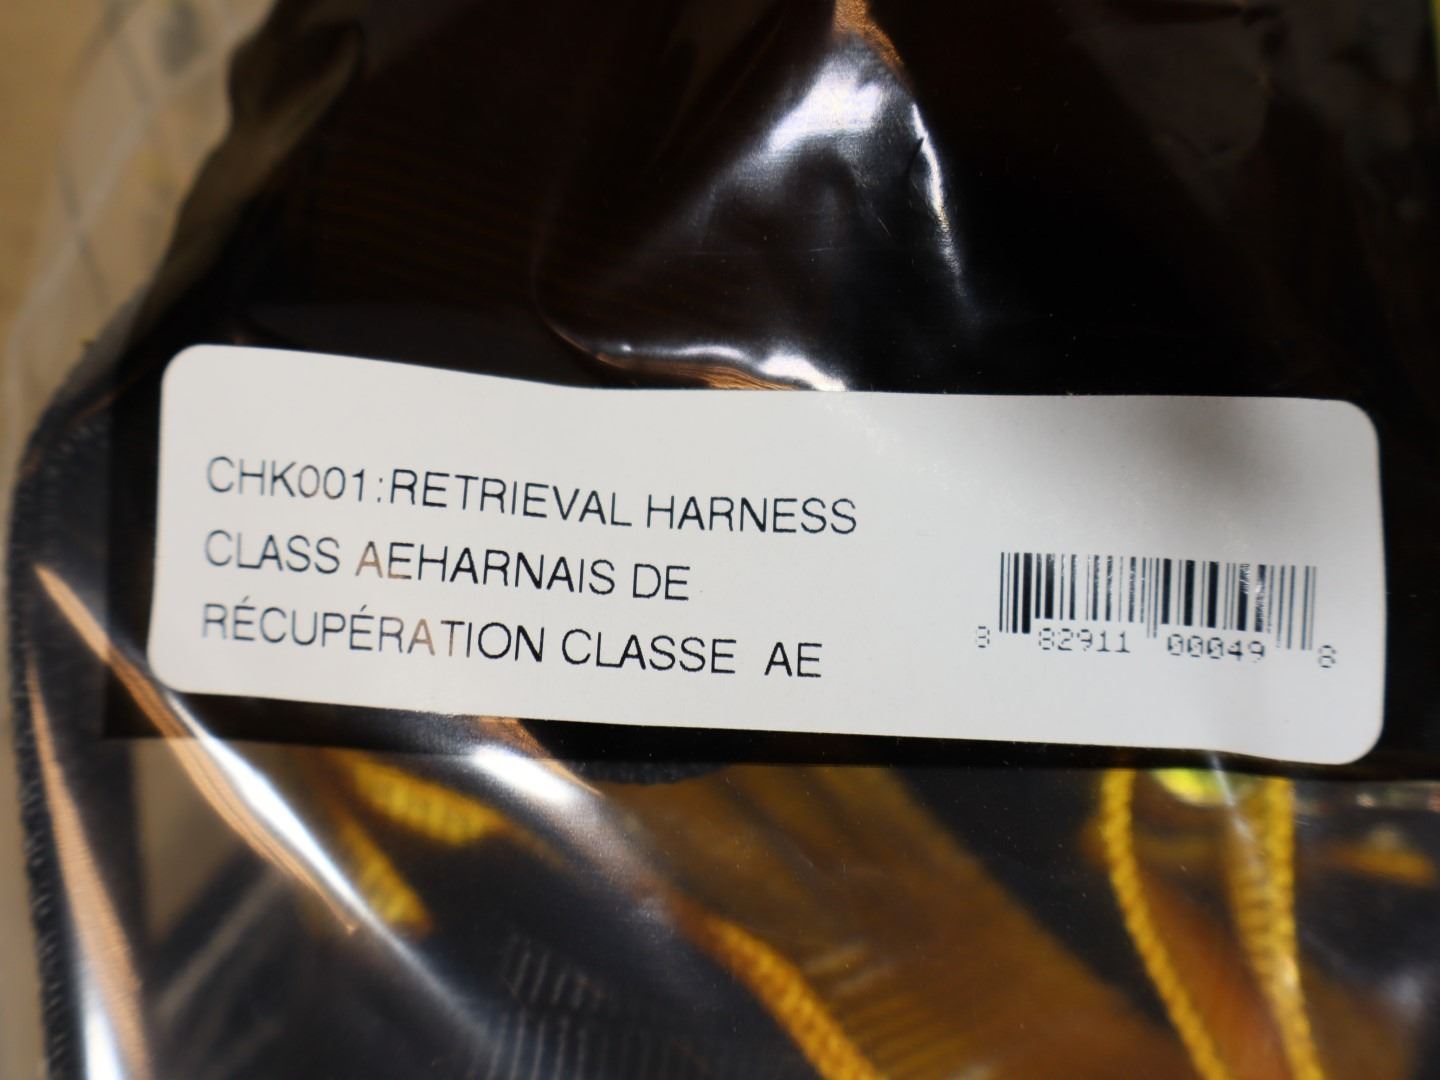 CHK001:RETRIEVAL HARNESS
CLASS AEHARNAIS DE
RÉCUPÉRATION CLASSE  AE
8 82911 00049 8